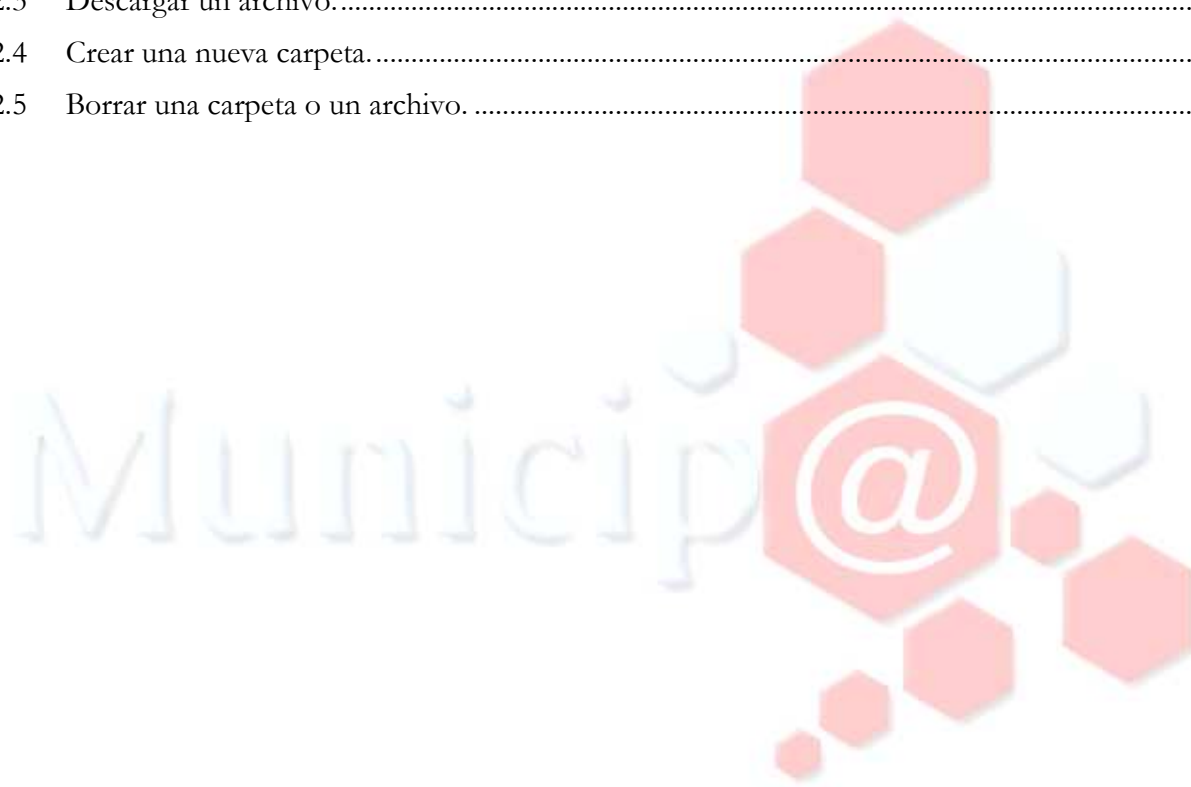 2.3 Descargar un archivo.
2.4 Crear una nueva carpeta.
2.5 Borrar una carpeta o un archivo.
Municip@